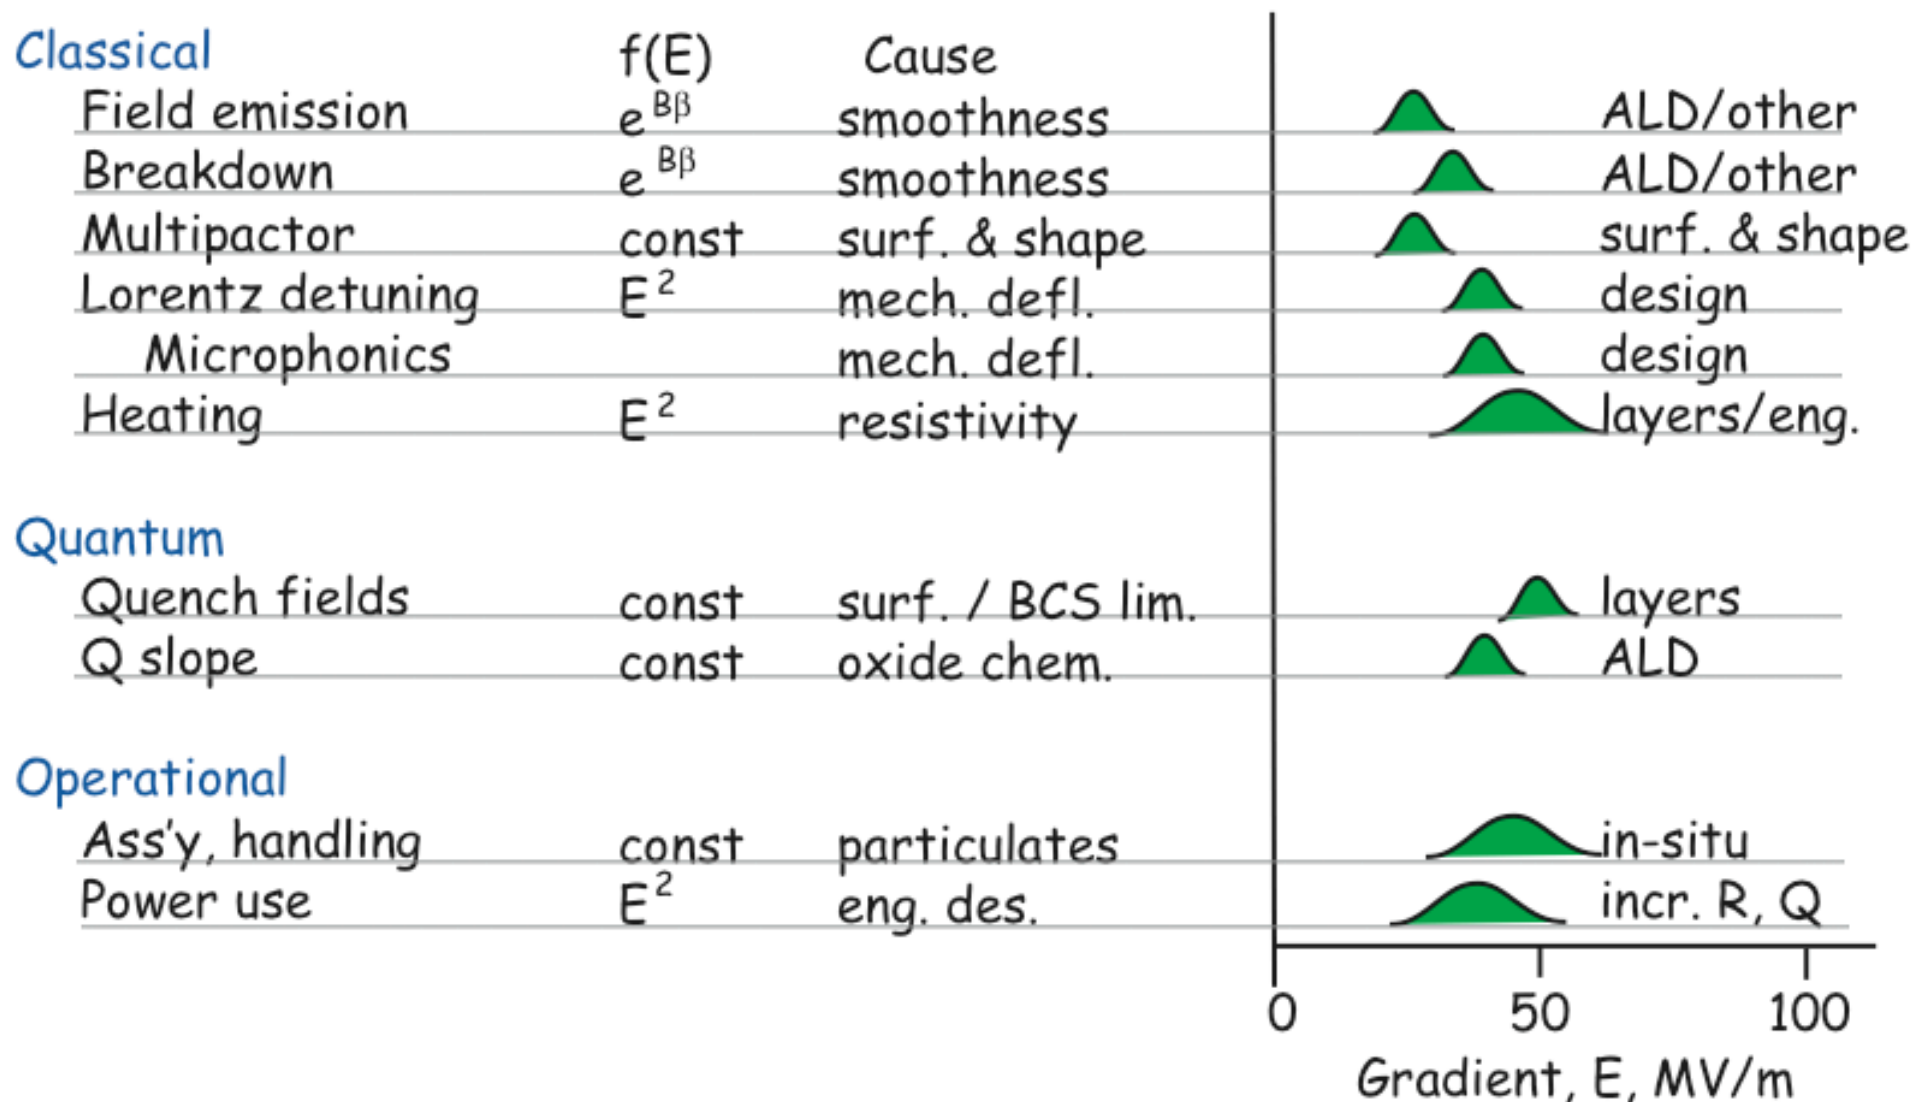 Classical f(E) Cause
Field emission e^Bβ smoothness ALD/other
Breakdown e^Bβ smoothness ALD/other
Multipactor const surf. & shape surf. & shape
Lorentz detuning E² mech. defl. design
Microphonics mech. defl. design
Heating E² resistivity layers/eng.
Quantum
Quench fields const surf. / BCS lim. layers
Q slope const oxide chem. ALD
Operational
Ass'y, handling const particulates in-situ
Power use E² eng. des. incr. R, Q
0 50 100
Gradient, E, MV/m